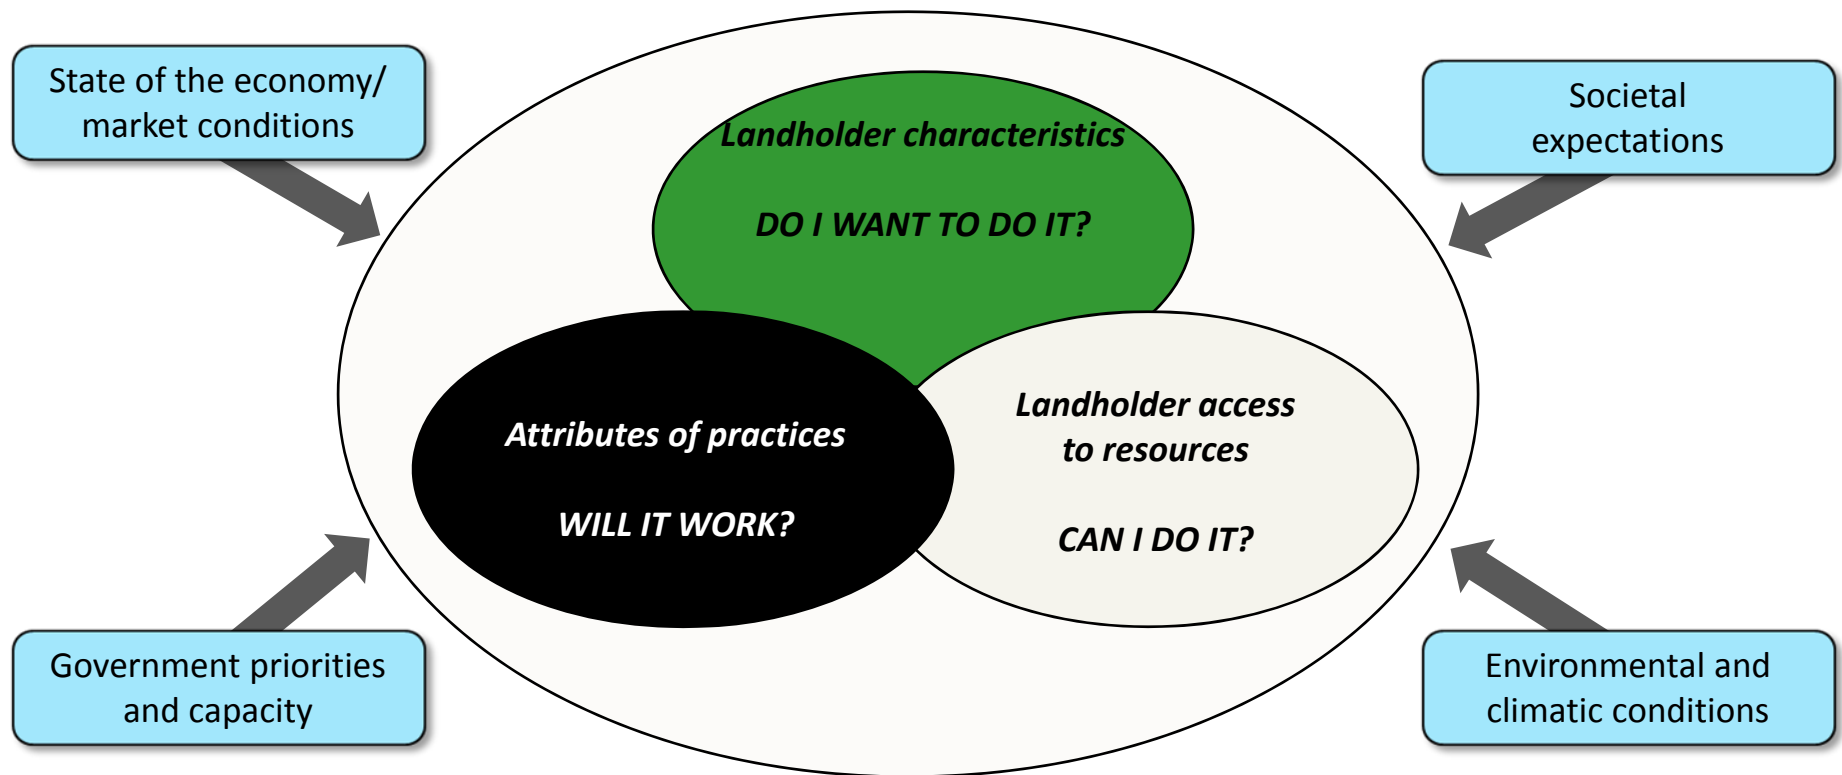 State of the economy/
market conditions
Societal
expectations
Landholder characteristics
DO I WANT TO DO IT?
Attributes of practices
WILL IT WORK?
Landholder access
to resources
CAN I DO IT?
Government priorities
and capacity
Environmental and
climatic conditions